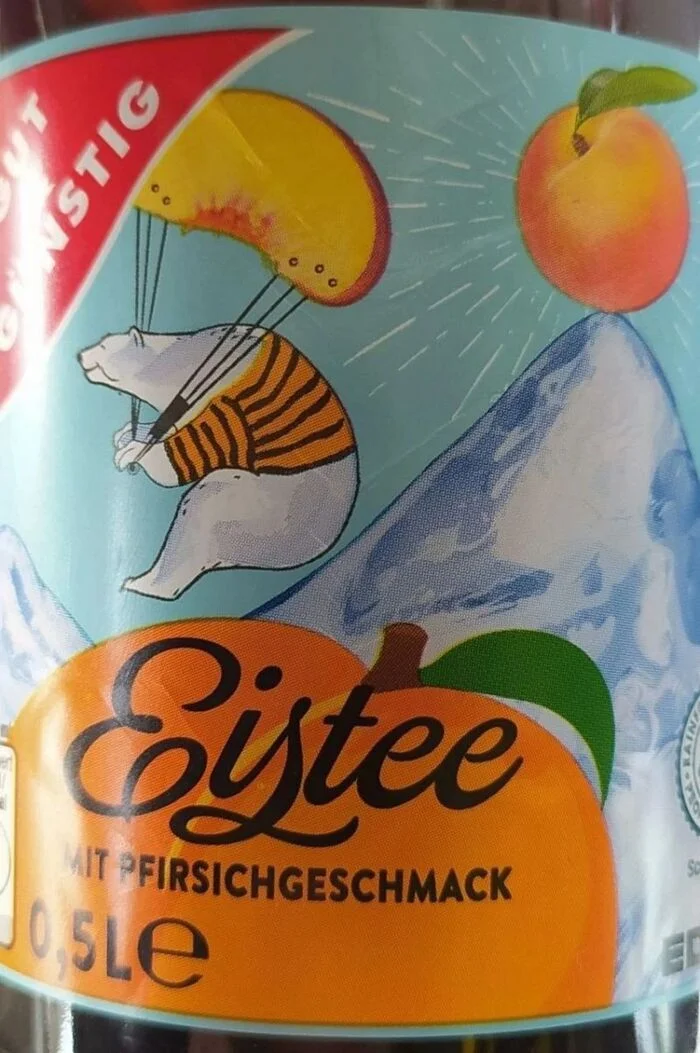 GUT
GÜNSTIG
Eistee
MIT PFIRSICHGESCHMACK
0,5L℮